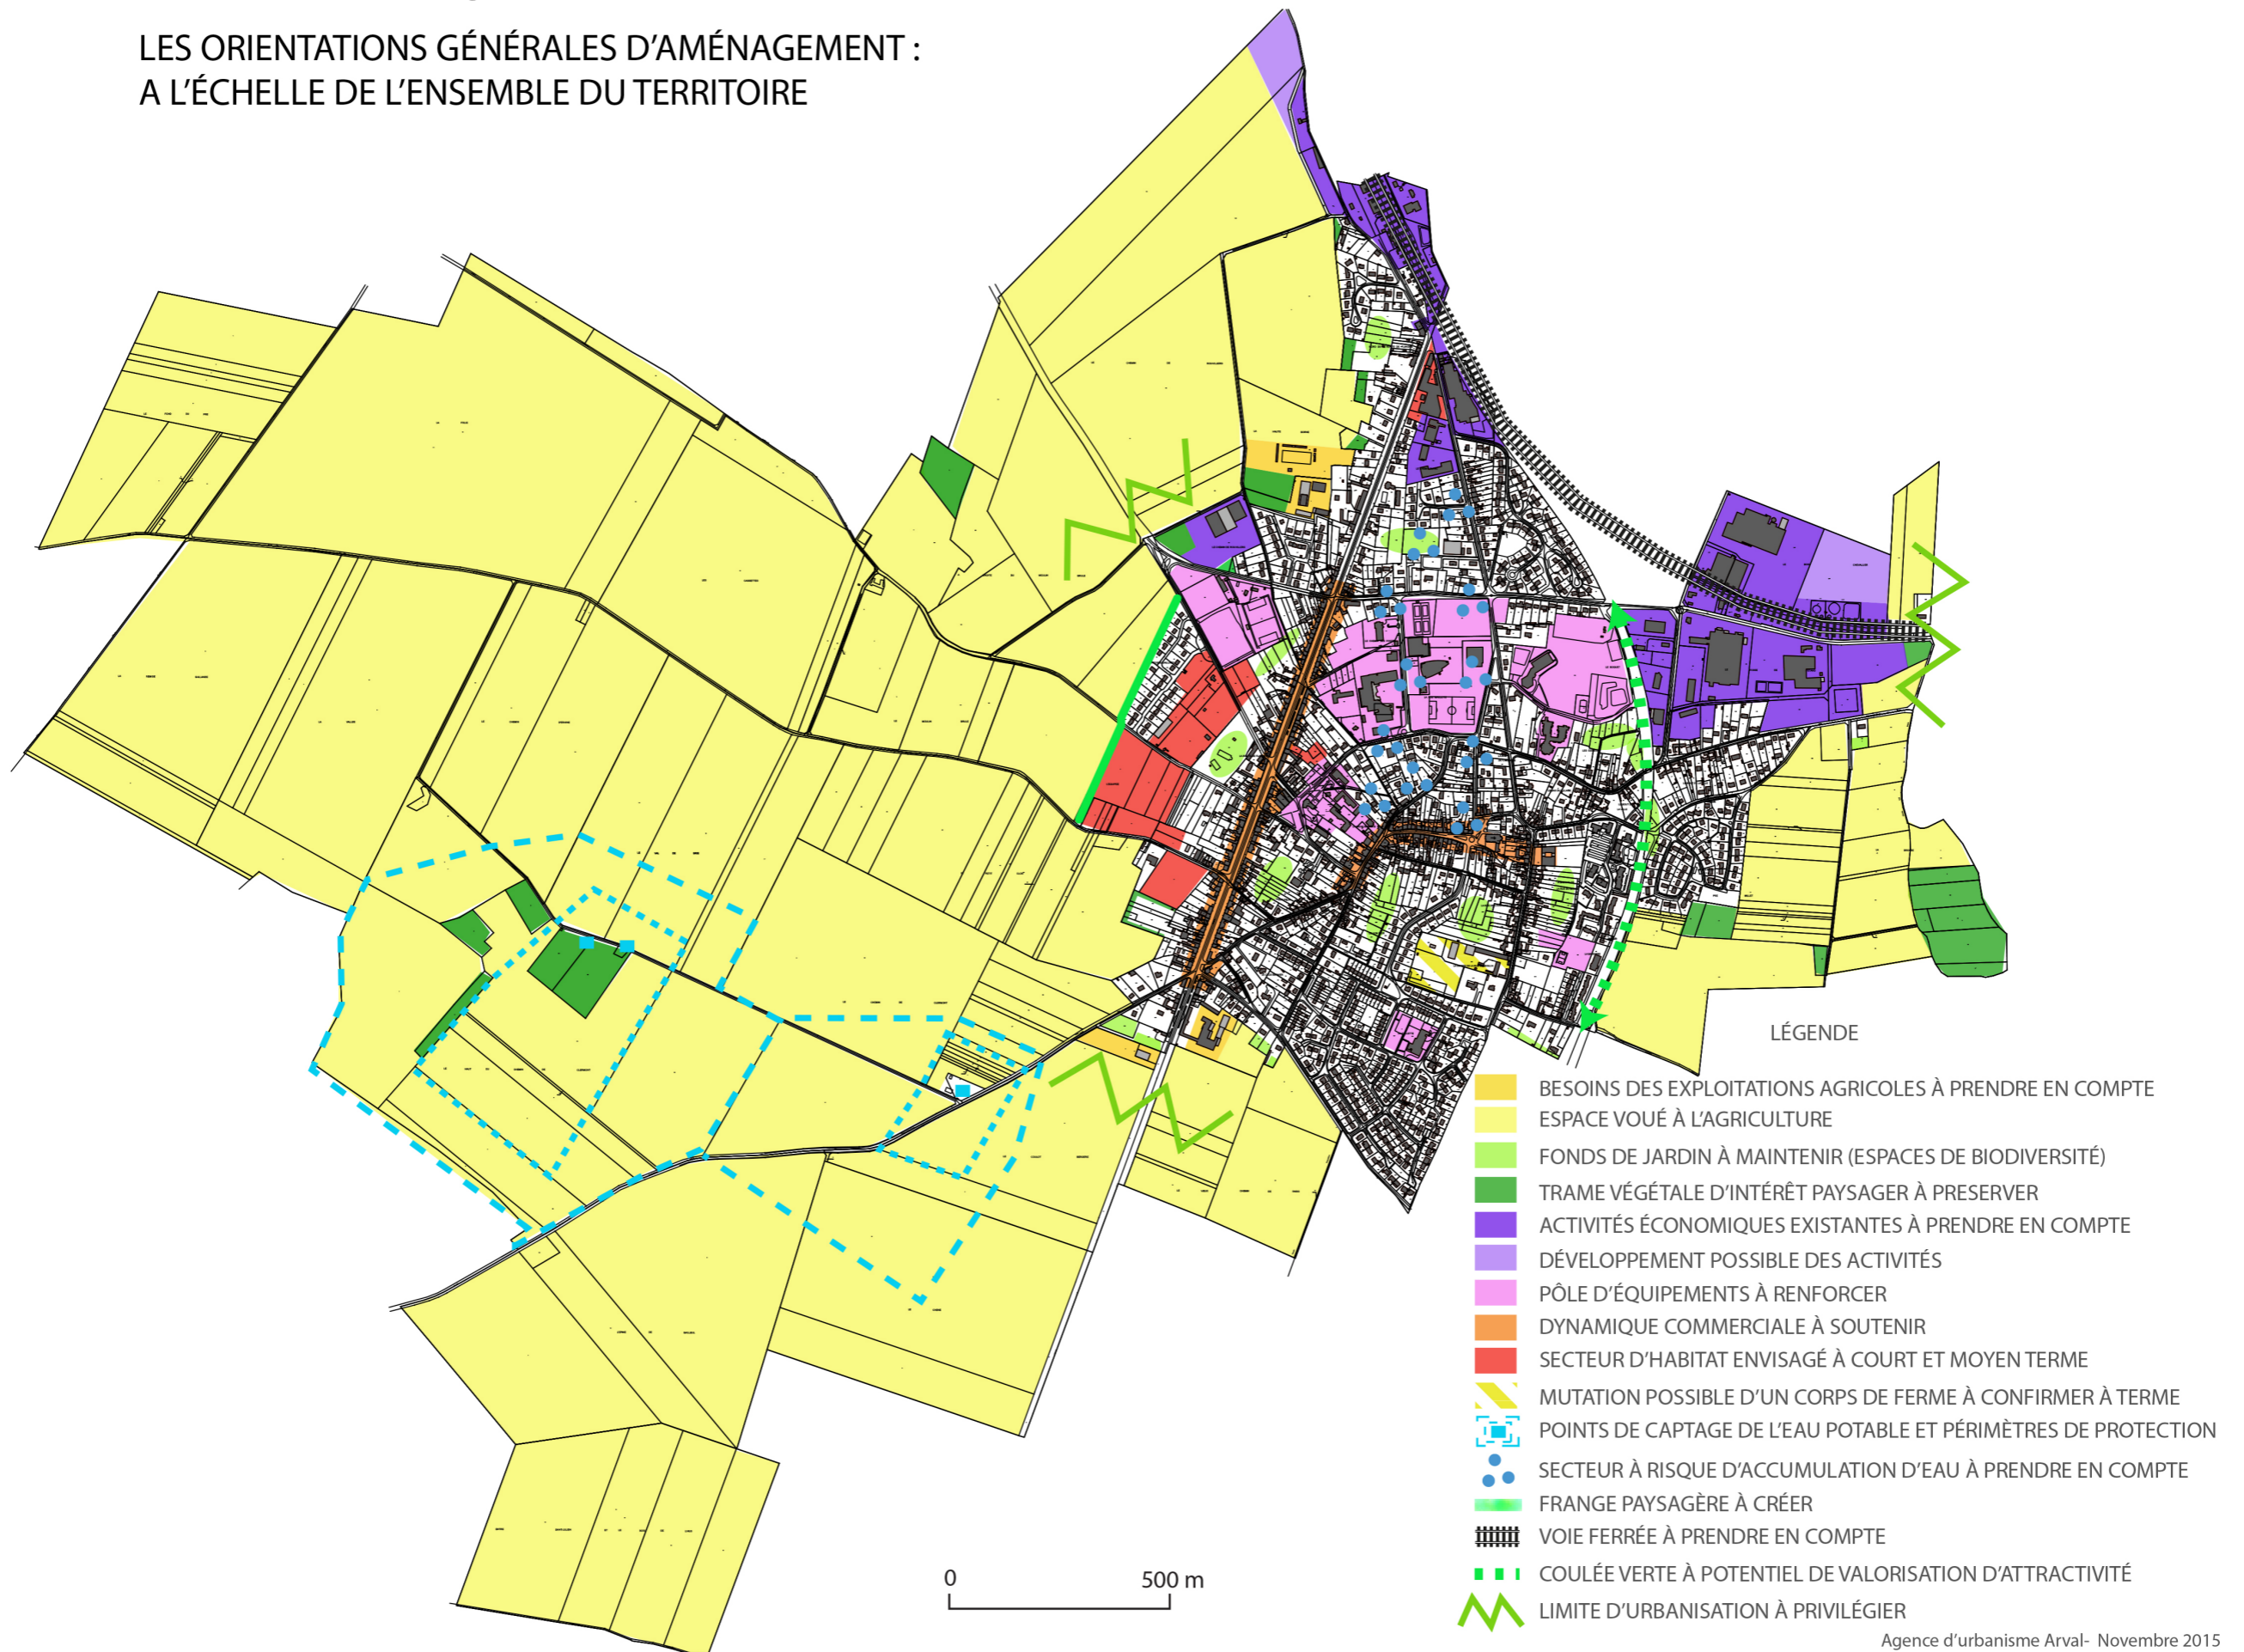 LES ORIENTATIONS GÉNÉRALES D'AMÉNAGEMENT :
A L'ÉCHELLE DE L'ENSEMBLE DU TERRITOIRE
LÉGENDE
BESOINS DES EXPLOITATIONS AGRICOLES À PRENDRE EN COMPTE
ESPACE VOUÉ À L'AGRICULTURE
FONDS DE JARDIN À MAINTENIR (ESPACES DE BIODIVERSITÉ)
TRAME VÉGÉTALE D'INTÉRÊT PAYSAGER À PRESERVER
ACTIVITÉS ÉCONOMIQUES EXISTANTES À PRENDRE EN COMPTE
DÉVELOPPEMENT POSSIBLE DES ACTIVITÉS
PÔLE D'ÉQUIPEMENTS À RENFORCER
DYNAMIQUE COMMERCIALE À SOUTENIR
SECTEUR D'HABITAT ENVISAGÉ À COURT ET MOYEN TERME
MUTATION POSSIBLE D'UN CORPS DE FERME À CONFIRMER À TERME
POINTS DE CAPTAGE DE L'EAU POTABLE ET PÉRIMÈTRES DE PROTECTION
SECTEUR À RISQUE D'ACCUMULATION D'EAU À PRENDRE EN COMPTE
FRANGE PAYSAGÈRE À CRÉER
VOIE FERRÉE À PRENDRE EN COMPTE
COULÉE VERTE À POTENTIEL DE VALORISATION D'ATTRACTIVITÉ
LIMITE D'URBANISATION À PRIVILÉGIER
0 500 m
Agence d'urbanisme Arval- Novembre 2015